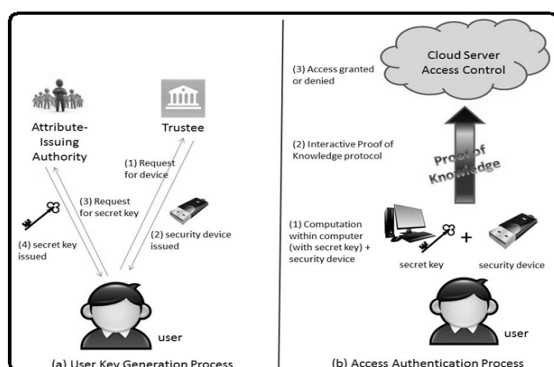 Attribute-
Issuing
Authority
Trustee
(1) Request
for device
(3) Request
for secret key
(2) security device
issued
(4) secret key
issued
user
(a) User Key Generation Process
Cloud Server
Access Control
(3) Access granted
or denied
(2) Interactive Proof of
Knowledge protocol
Proof of
Knowledge
(1) Computation
within computer
(with secret key) +
security device
+
secret key
security device
user
(b) Access Authentication Process